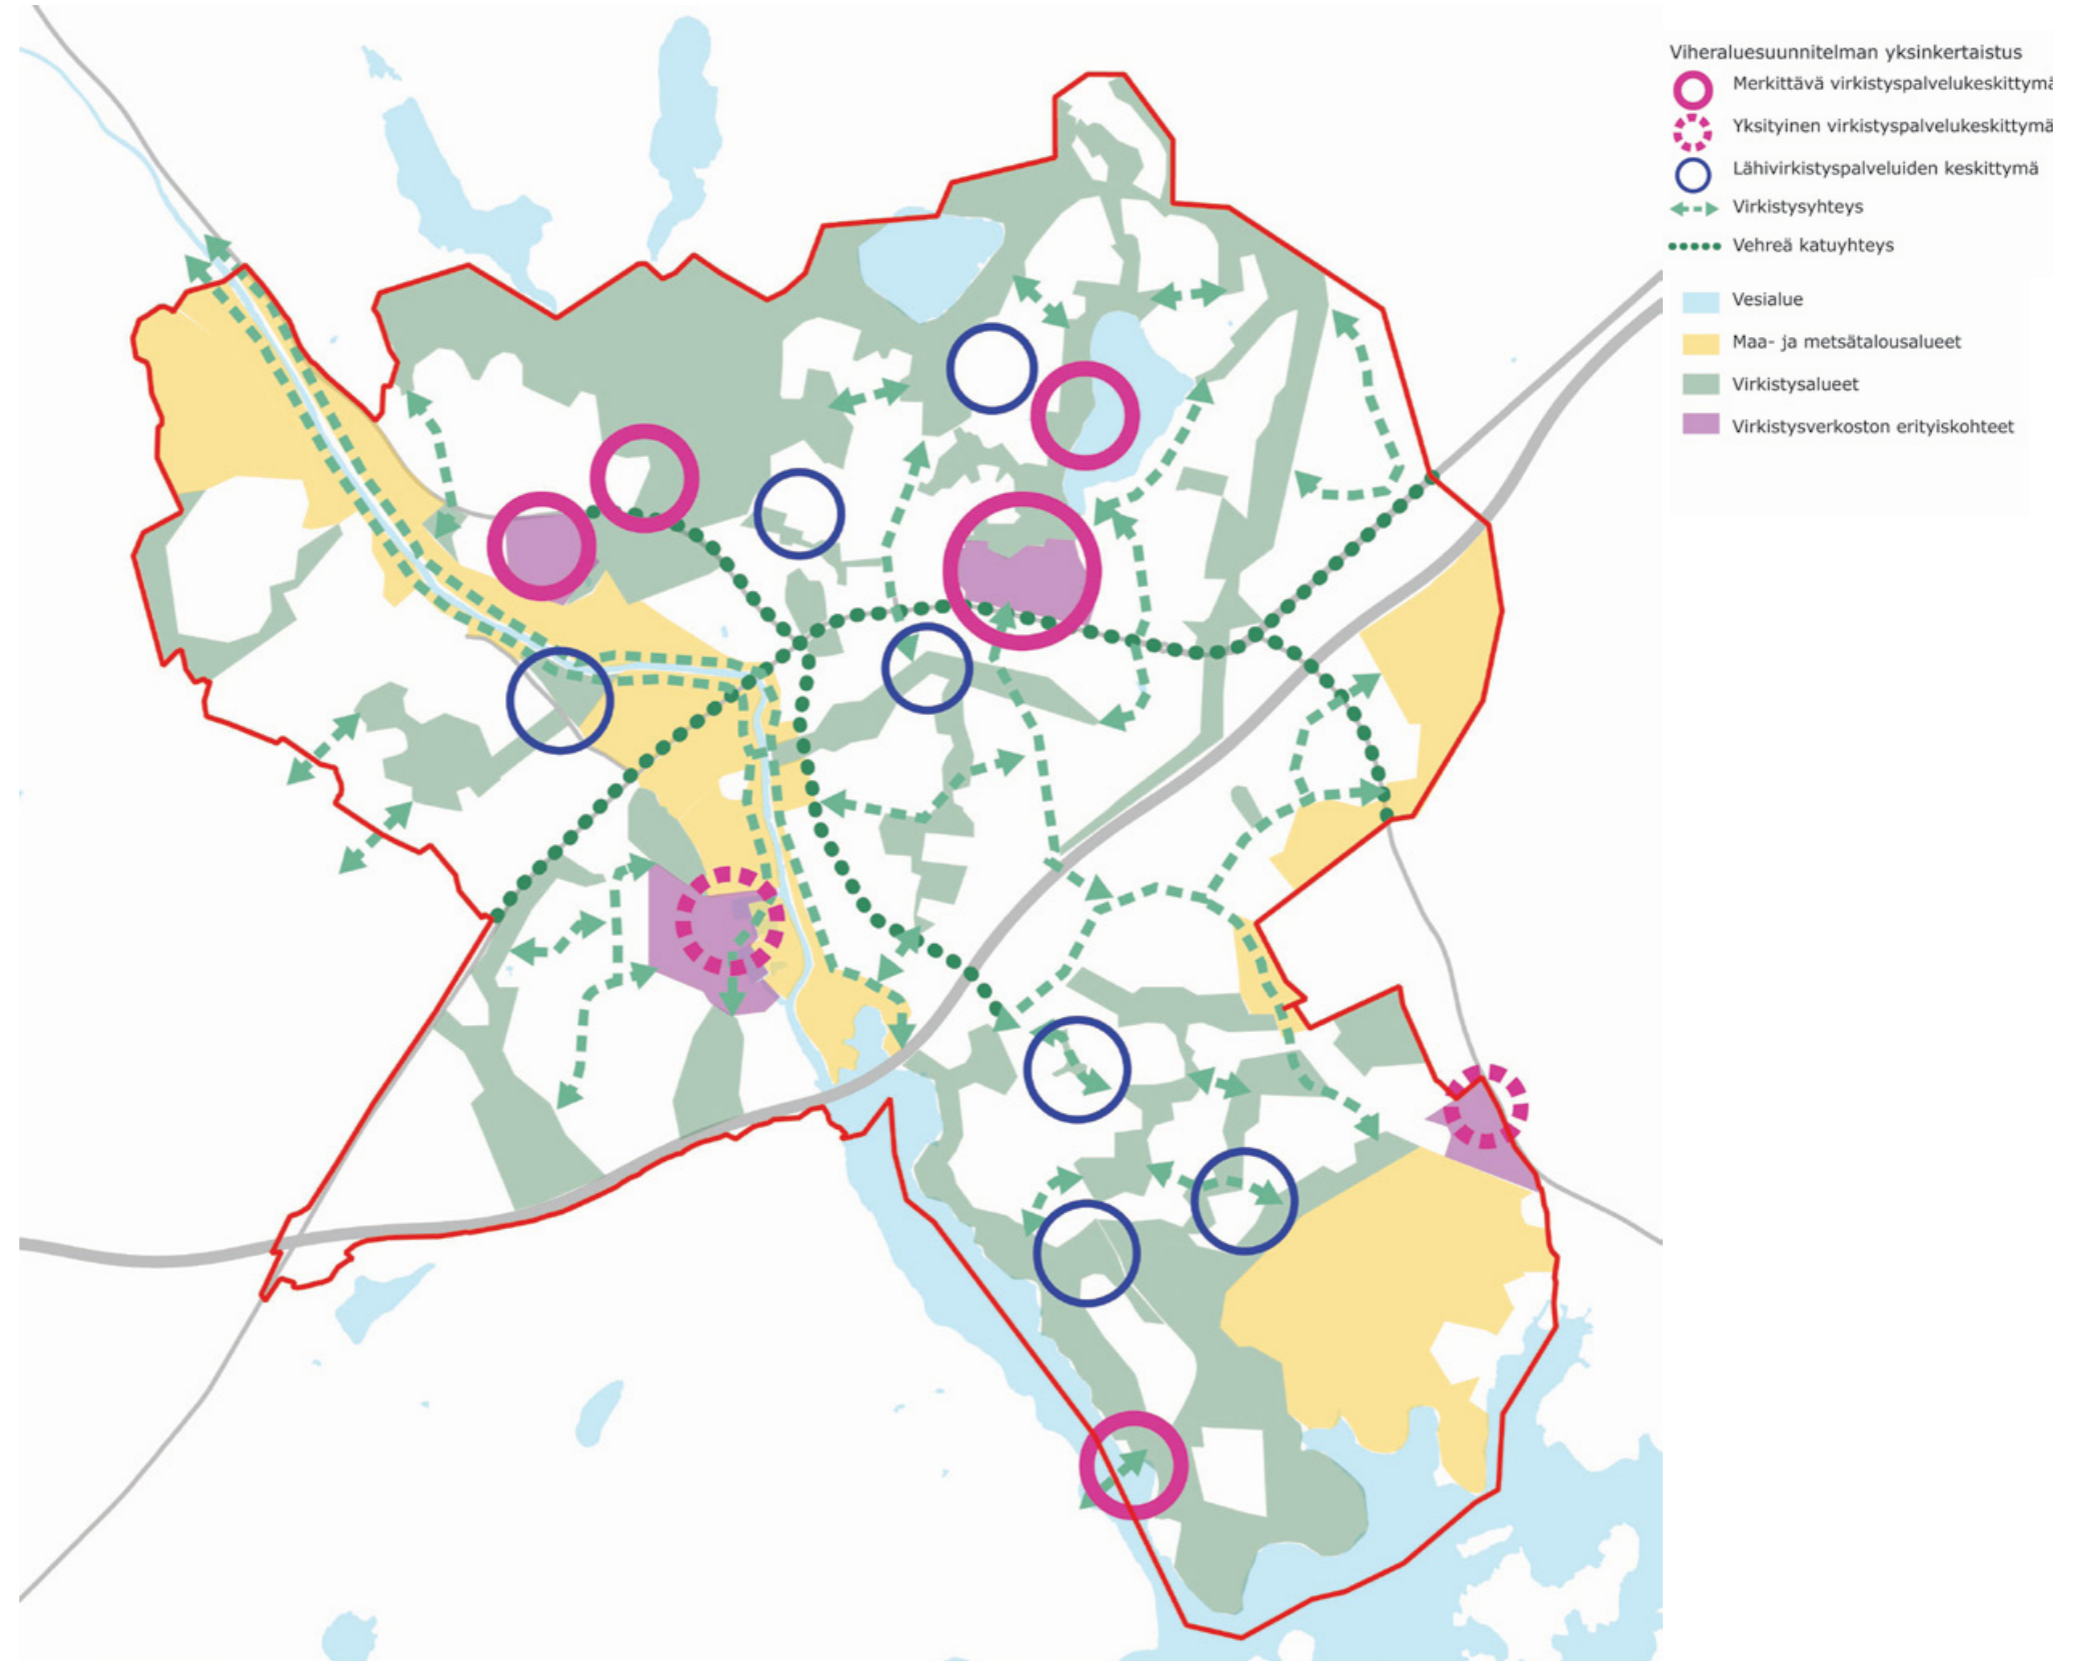 Viheraluesuunnitelman yksinkertaistus
Merkittävä virkistyspalvelukeskittymä
Yksityinen virkistyspalvelukeskittymä
Lähivirkistyspalveluiden keskittymä
Virkistysyhteys
Vehreä katuyhteys
Vesialue
Maa- ja metsätalousalueet
Virkistysalueet
Virkistysverkoston erityiskohteet